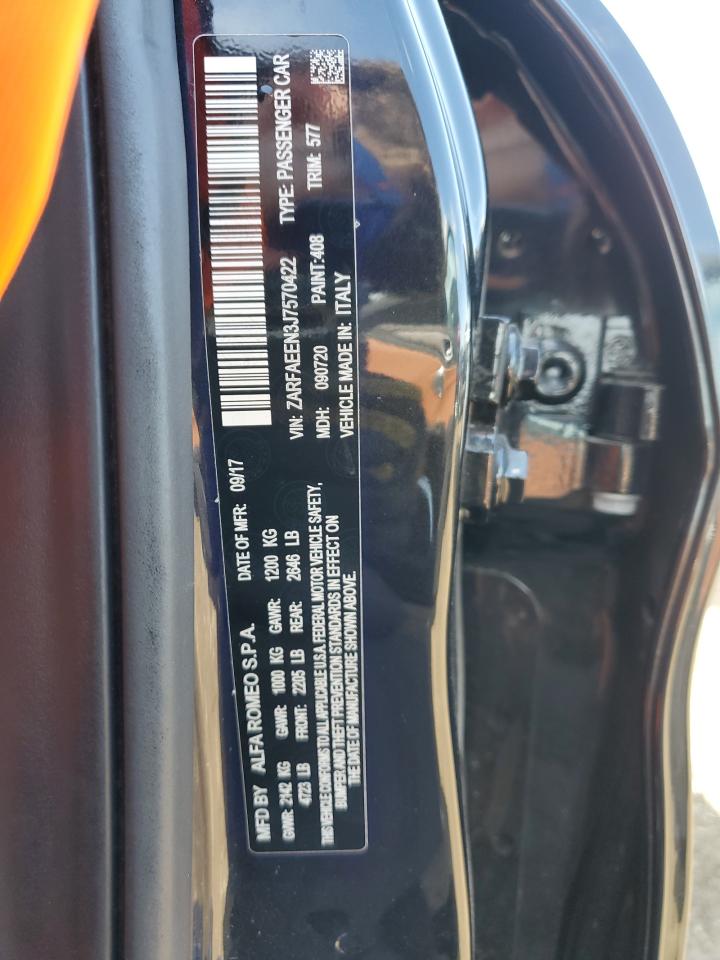 MFD BY ALFA ROMEO S.P.A. DATE OF MFR: 09/17
GVWR: 2142 KG GAWR: 1000 KG GAWR: 1200 KG
4723 LB FRONT: 2205 LB REAR: 2646 LB
THIS VEHICLE CONFORMS TO ALL APPLICABLE U.S.A. FEDERAL MOTOR VEHICLE SAFETY,
BUMPER AND THEFT PREVENTION STANDARDS IN EFFECT ON
THE DATE OF MANUFACTURE SHOWN ABOVE.
VIN: ZARFAEEN3J7570422 TYPE: PASSENGER CAR
MDH: 090720 PAINT: 408 TRIM: 577
VEHICLE MADE IN: ITALY